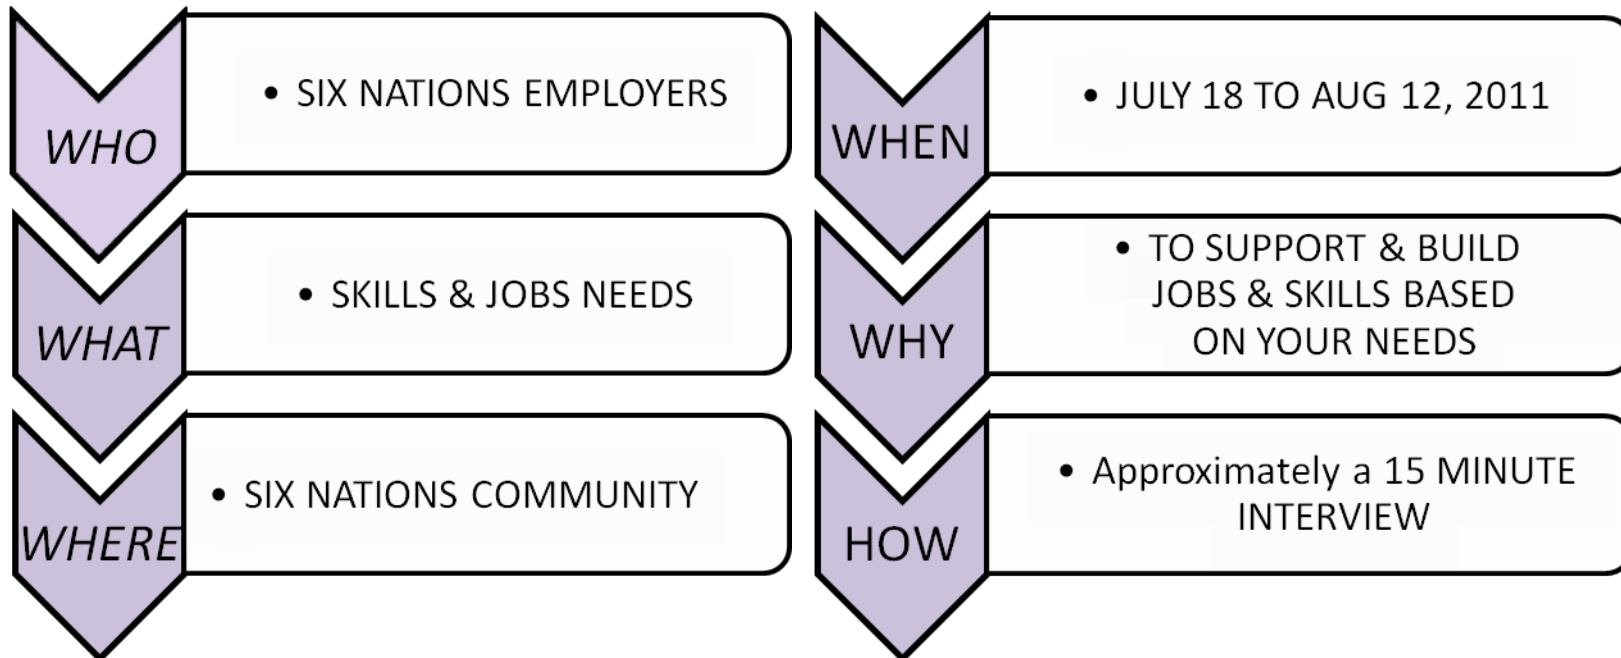 WHO
• SIX NATIONS EMPLOYERS
WHAT
• SKILLS & JOBS NEEDS
WHERE
• SIX NATIONS COMMUNITY
WHEN
• JULY 18 TO AUG 12, 2011
WHY
• TO SUPPORT & BUILD
JOBS & SKILLS BASED
ON YOUR NEEDS
HOW
• Approximately a 15 MINUTE
INTERVIEW